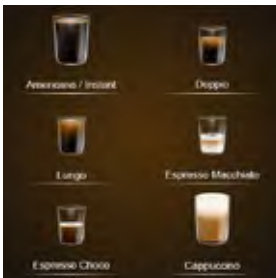 Americano / Instant
Doppio
Lungo
Espresso Macchiato
Espresso Choco
Cappuccino